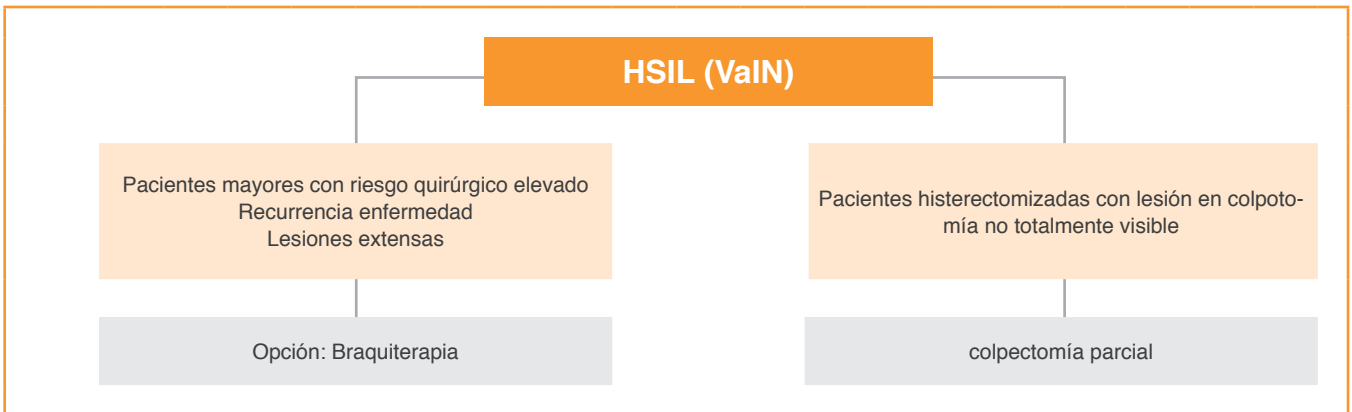 HSIL (VaIN)
Pacientes mayores con riesgo quirúrgico elevado
Recurrencia enfermedad
Lesiones extensas
Pacientes histerectomizadas con lesión en colpoto-
mía no totalmente visible
Opción: Braquiterapia
colpectomía parcial